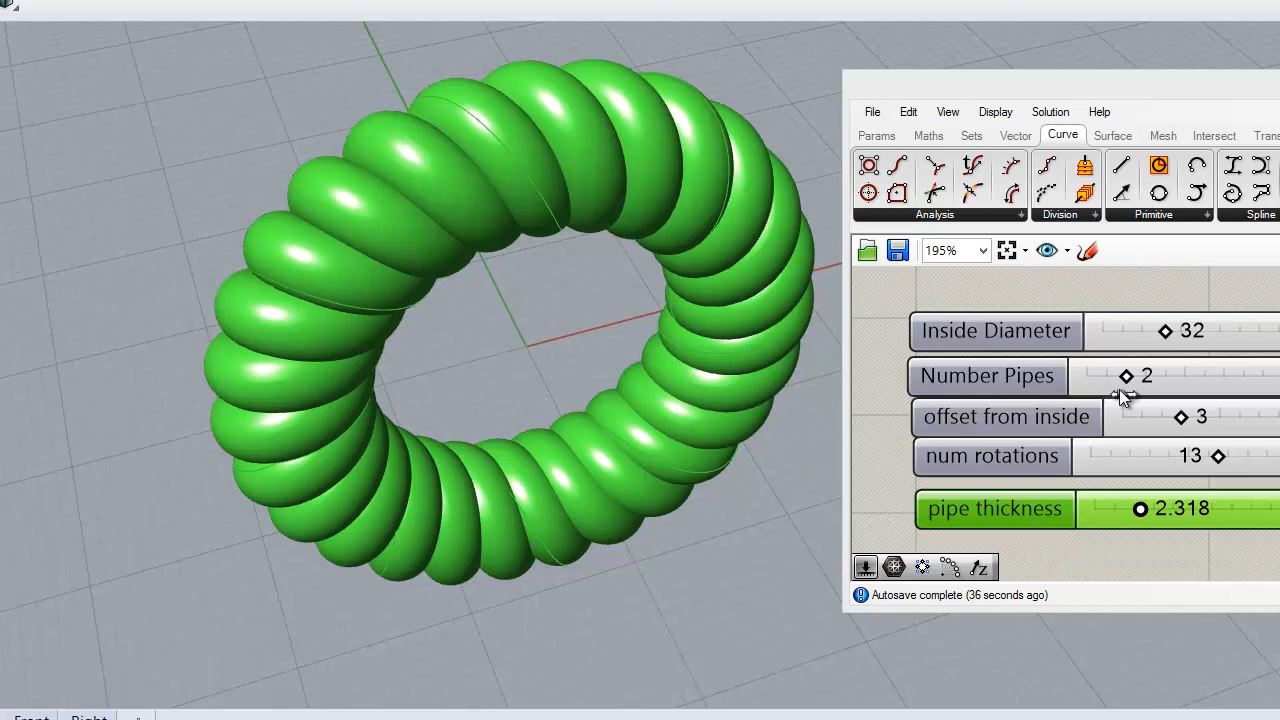 File Edit View Display Solution Help
Params Maths Sets Vector Curve Surface Mesh Intersect
Analysis Division Primitive Spline
195%
Inside Diameter 32
Number Pipes 2
offset from inside 3
num rotations 13
pipe thickness 2.318
Autosave complete (36 seconds ago)
Front Right